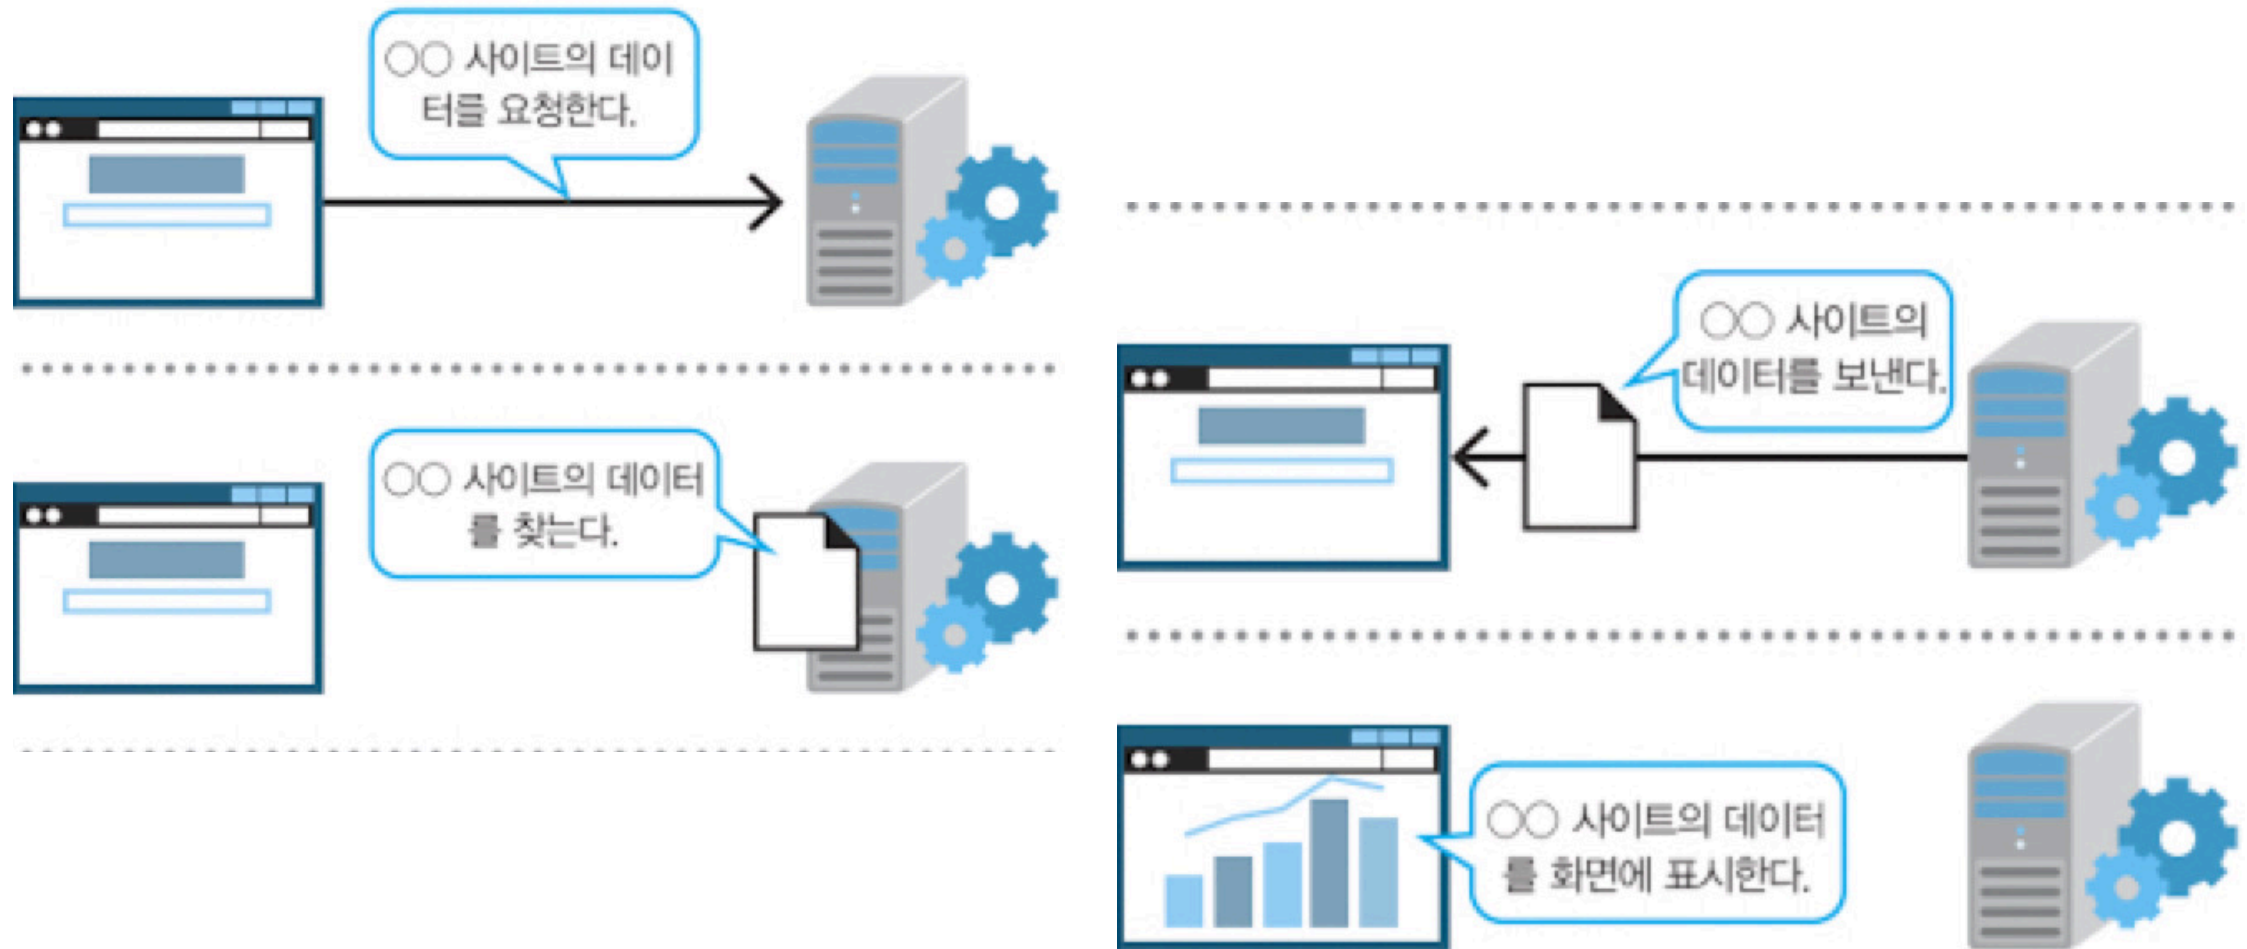 ○○ 사이트의 데이
터를 요청한다.
○○ 사이트의 데이터
를 찾는다.
○○ 사이트의
데이터를 보낸다.
○○ 사이트의 데이터
를 화면에 표시한다.